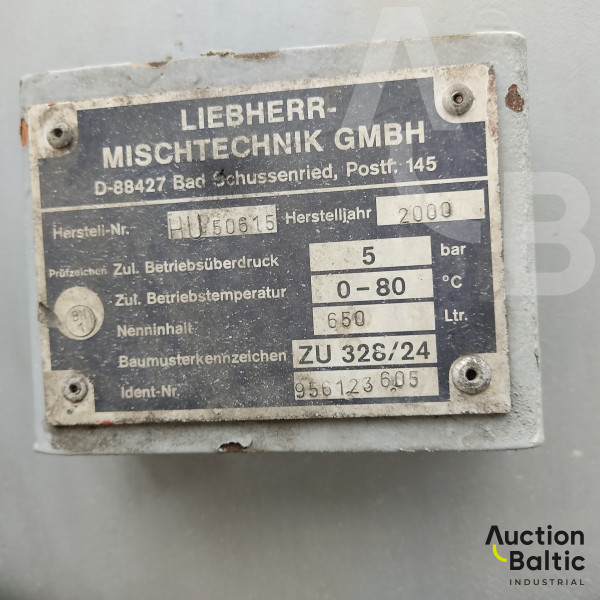 LIEBHERR-
MISCHTECHNIK GMBH
D-88427 Bad Schussenried, Postf. 145
Herstell-Nr. HU 50615 Herstelljahr 2000
Prüfzeichen Zul. Betriebsüberdruck 5 bar
Zul. Betriebstemperatur 0-80 °C
Nenninhalt 650 Ltr.
Baumusterkennzeichen ZU 328/24
Ident-Nr. 956123 605
Auction
Baltic
INDUSTRIAL